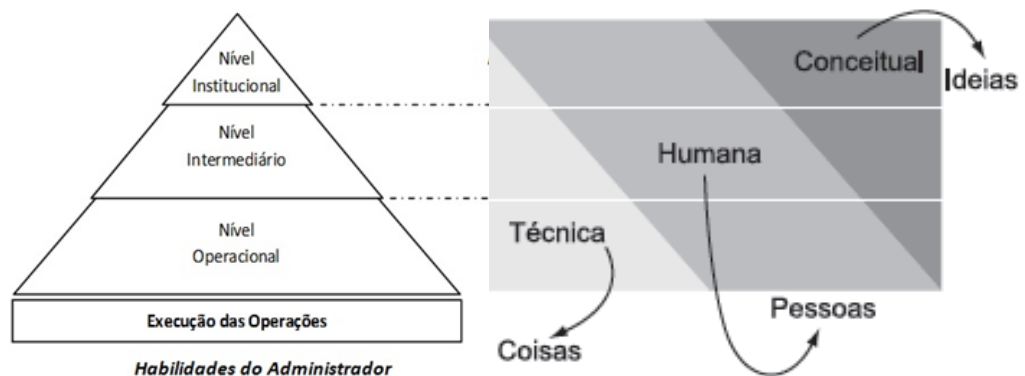 Nível
Institucional
Nível
Intermediário
Nível
Operacional
Execução das Operações
Habilidades do Administrador
Conceitual
Ideias
Humana
Técnica
Pessoas
Coisas